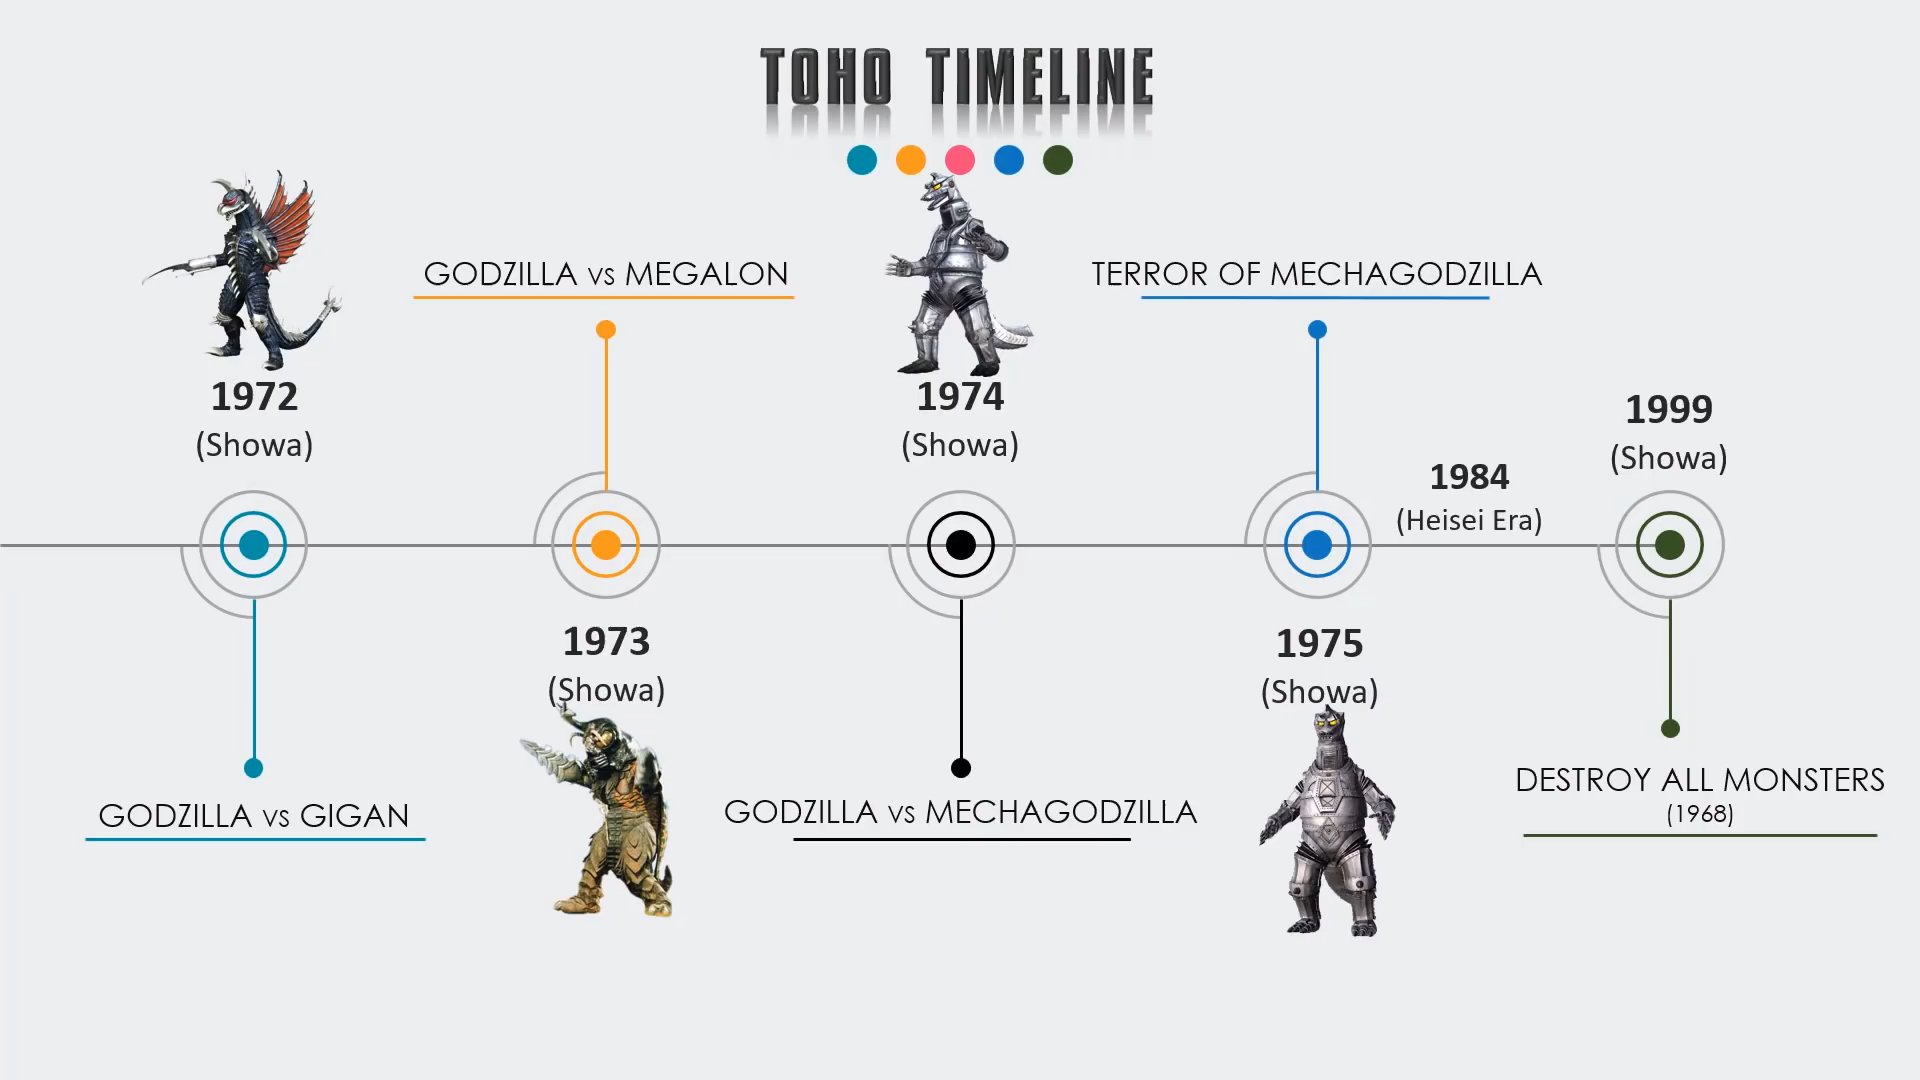 TOHO TIMELINE
1972
(Showa)
GODZILLA vs GIGAN
GODZILLA vs MEGALON
1973
(Showa)
1974
(Showa)
GODZILLA vs MECHAGODZILLA
TERROR OF MECHAGODZILLA
1975
(Showa)
1984
(Heisei Era)
1999
(Showa)
DESTROY ALL MONSTERS
(1968)